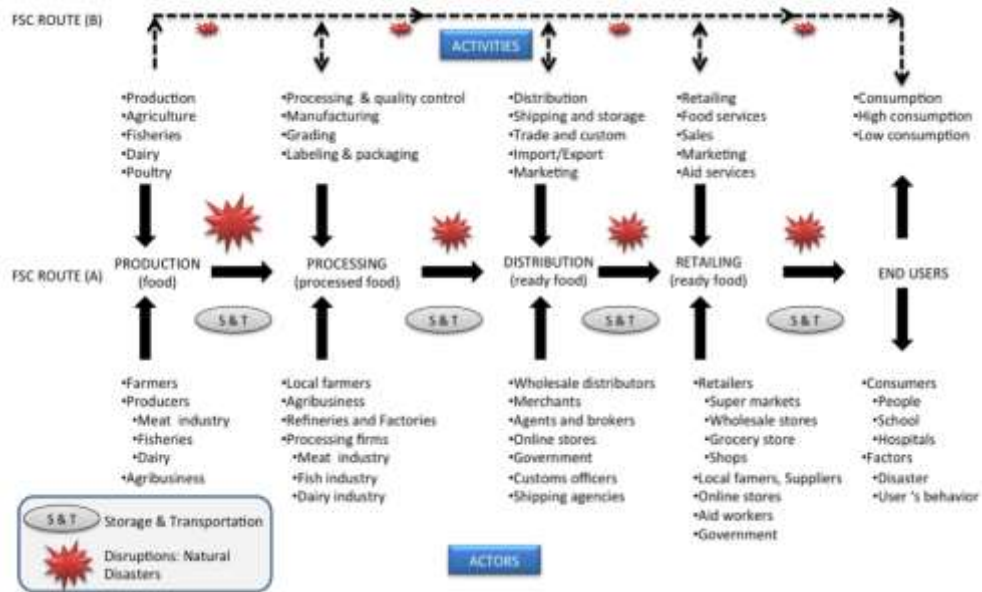 FSC ROUTE (B)
ACTIVITIES
•Production
•Agriculture
•Fisheries
•Dairy
•Poultry
•Processing & quality control
•Manufacturing
•Grading
•Labeling & packaging
•Distribution
•Shipping and storage
•Trade and custom
•Import/Export
•Marketing
•Retailing
•Food services
•Sales
•Marketing
•Aid services
•Consumption
•High consumption
•Low consumption
FSC ROUTE (A)
PRODUCTION
(food)
PROCESSING
(processed food)
DISTRIBUTION
(ready food)
RETAILING
(ready food)
END USERS
S & T
S & T
S & T
S & T
•Farmers
•Producers
•Meat industry
•Fisheries
•Dairy
•Agribusiness
•Local farmers
•Agribusiness
•Refineries and Factories
•Processing firms
•Meat industry
•Fish industry
•Dairy industry
•Wholesale distributors
•Merchants
•Agents and brokers
•Online stores
•Government
•Customs officers
•Shipping agencies
•Retailers
•Super markets
•Wholesale stores
•Grocery store
•Shops
•Local famers, Suppliers
•Online stores
•Aid workers
•Government
•Consumers
•People
•School
•Hospitals
•Factors
•Disaster
•User 's behavior
S & T
Storage & Transportation
Disruptions: Natural
Disasters
ACTORS